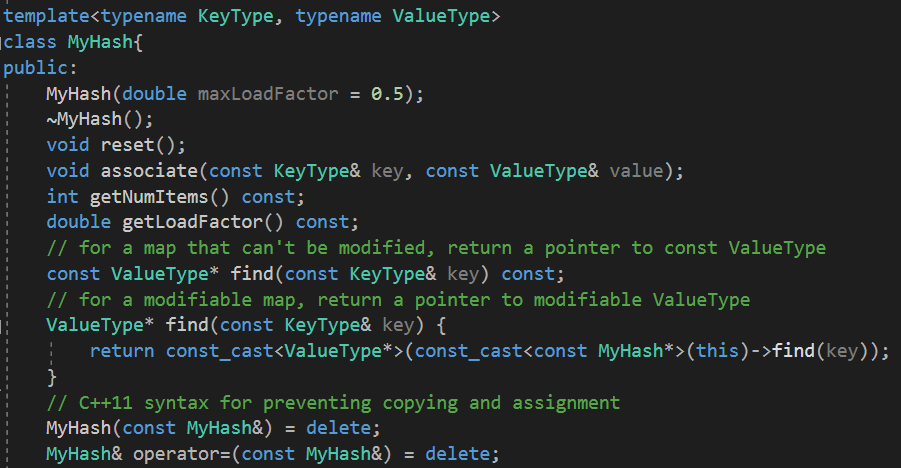 template<typename KeyType, typename ValueType>
class MyHash{
public:
    MyHash(double maxLoadFactor = 0.5);
    ~MyHash();
    void reset();
    void associate(const KeyType& key, const ValueType& value);
    int getNumItems() const;
    double getLoadFactor() const;
    // for a map that can't be modified, return a pointer to const ValueType
    const ValueType* find(const KeyType& key) const;
    // for a modifiable map, return a pointer to modifiable ValueType
    ValueType* find(const KeyType& key) {
        return const_cast<ValueType*>(const_cast<const MyHash*>(this)->find(key));
    }
    // C++11 syntax for preventing copying and assignment
    MyHash(const MyHash&) = delete;
    MyHash& operator=(const MyHash&) = delete;